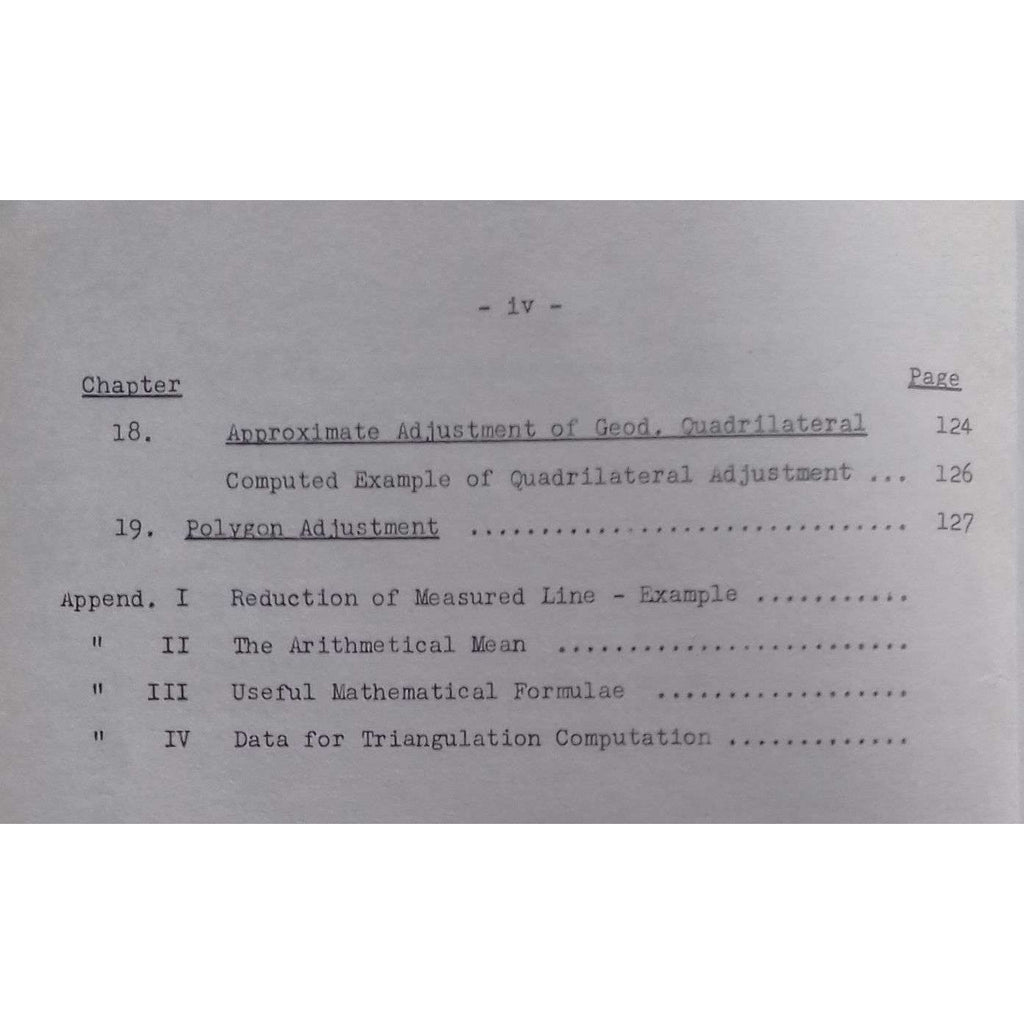 - iv -
Chapter Page
18. Approximate Adjustment of Geod. Quadrilateral 124
Computed Example of Quadrilateral Adjustment ... 126
19. Polygon Adjustment ............................... 127
Append. I Reduction of Measured Line - Example ...........
" II The Arithmetical Mean .........................
" III Useful Mathematical Formulae ..................
" IV Data for Triangulation Computation .............